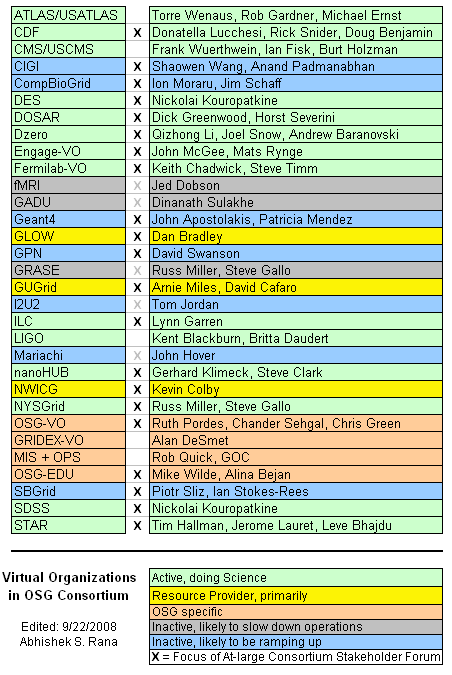 ATLAS/USATLAS Torre Wenaus, Rob Gardner, Michael Ernst
CDF X Donatella Lucchesi, Rick Snider, Doug Benjamin
CMS/USCMS Frank Wuerthwein, Ian Fisk, Burt Holzman
CIGI X Shaowen Wang, Anand Padmanabhan
CompBioGrid X Ion Moraru, Jim Schaff
DES X Nickolai Kouropatkine
DOSAR X Dick Greenwood, Horst Severini
Dzero X Qizhong Li, Joel Snow, Andrew Baranovski
Engage-VO X John McGee, Mats Rynge
Fermilab-VO X Keith Chadwick, Steve Timm
fMRI X Jed Dobson
GADU X Dinanath Sulakhe
Geant4 X John Apostolakis, Patricia Mendez
GLOW X Dan Bradley
GPN X David Swanson
GRASE X Russ Miller, Steve Gallo
GUGrid X Arnie Miles, David Cafaro
I2U2 X Tom Jordan
ILC X Lynn Garren
LIGO Kent Blackburn, Britta Daudert
Mariachi X John Hover
nanoHUB X Gerhard Klimeck, Steve Clark
NWICG X Kevin Colby
NYSGrid X Russ Miller, Steve Gallo
OSG-VO X Ruth Pordes, Chander Sehgal, Chris Green
GRIDEX-VO Alan DeSmet
MIS + OPS Rob Quick, GOC
OSG-EDU X Mike Wilde, Alina Bejan
SBGrid X Piotr Sliz, Ian Stokes-Rees
SDSS X Nickolai Kouropatkine
STAR X Tim Hallman, Jerome Lauret, Leve Bhajdu
Virtual Organizations
in OSG Consortium
Edited: 9/22/2008
Abhishek S. Rana
Active, doing Science
Resource Provider, primarily
OSG specific
Inactive, likely to slow down operations
Inactive, likely to be ramping up
X = Focus of At-large Consortium Stakeholder Forum